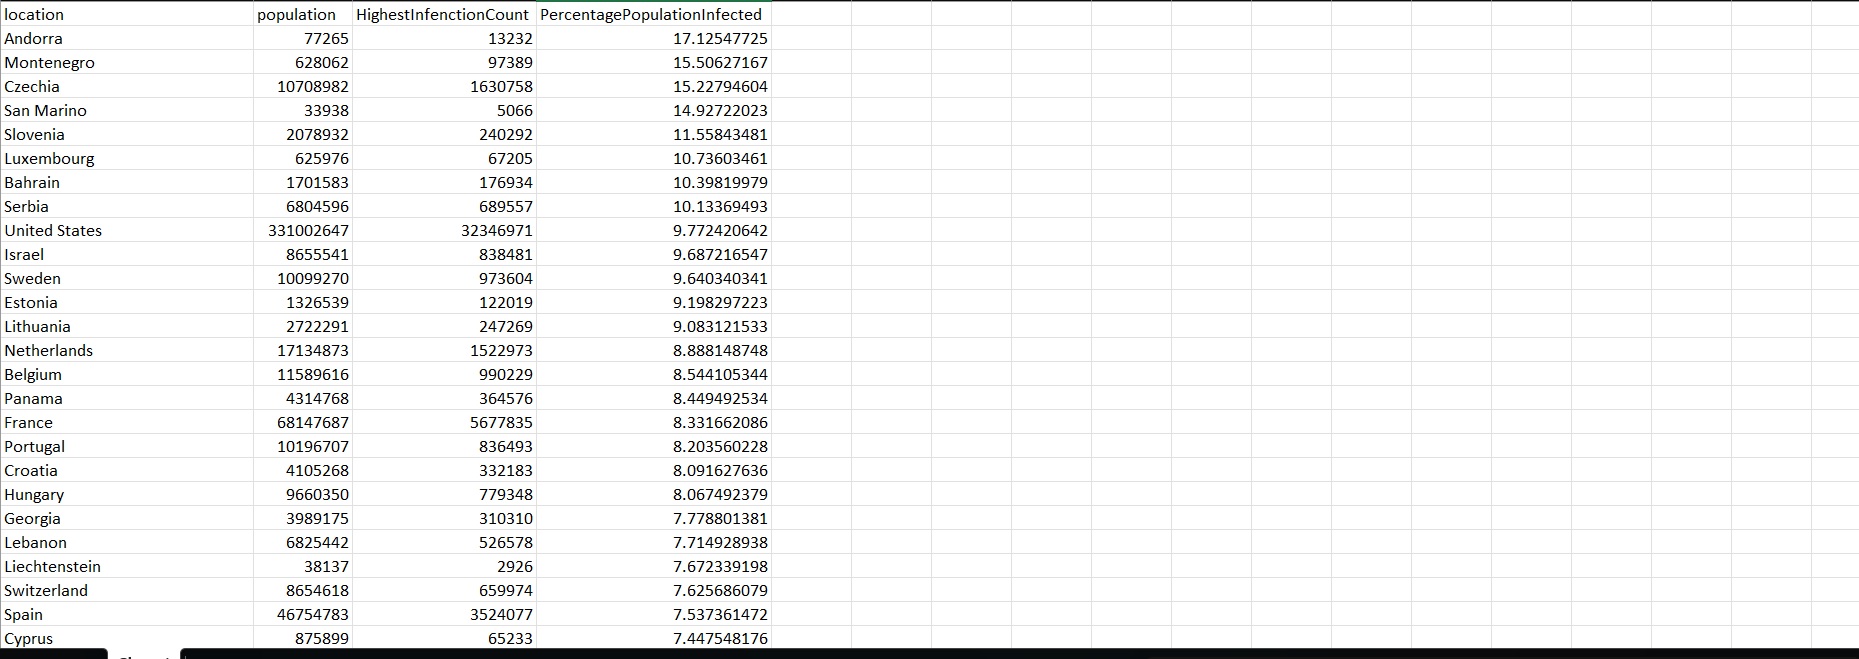 location population HighestInfenctionCount PercentagePopulationInfected
Andorra 77265 13232 17.12547725
Montenegro 628062 97389 15.50627167
Czechia 10708982 1630758 15.22794604
San Marino 33938 5066 14.92722023
Slovenia 2078932 240292 11.55843481
Luxembourg 625976 67205 10.73603461
Bahrain 1701583 176934 10.39819979
Serbia 6804596 689557 10.13369493
United States 331002647 32346971 9.772420642
Israel 8655541 838481 9.687216547
Sweden 10099270 973604 9.640340341
Estonia 1326539 122019 9.198297223
Lithuania 2722291 247269 9.083121533
Netherlands 17134873 1522973 8.888148748
Belgium 11589616 990229 8.544105344
Panama 4314768 364576 8.449492534
France 68147687 5677835 8.331662086
Portugal 10196707 836493 8.203560228
Croatia 4105268 332183 8.091627636
Hungary 9660350 779348 8.067492379
Georgia 3989175 310310 7.778801381
Lebanon 6825442 526578 7.714928938
Liechtenstein 38137 2926 7.672339198
Switzerland 8654618 659974 7.625686079
Spain 46754783 3524077 7.537361472
Cyprus 875899 65233 7.447548176